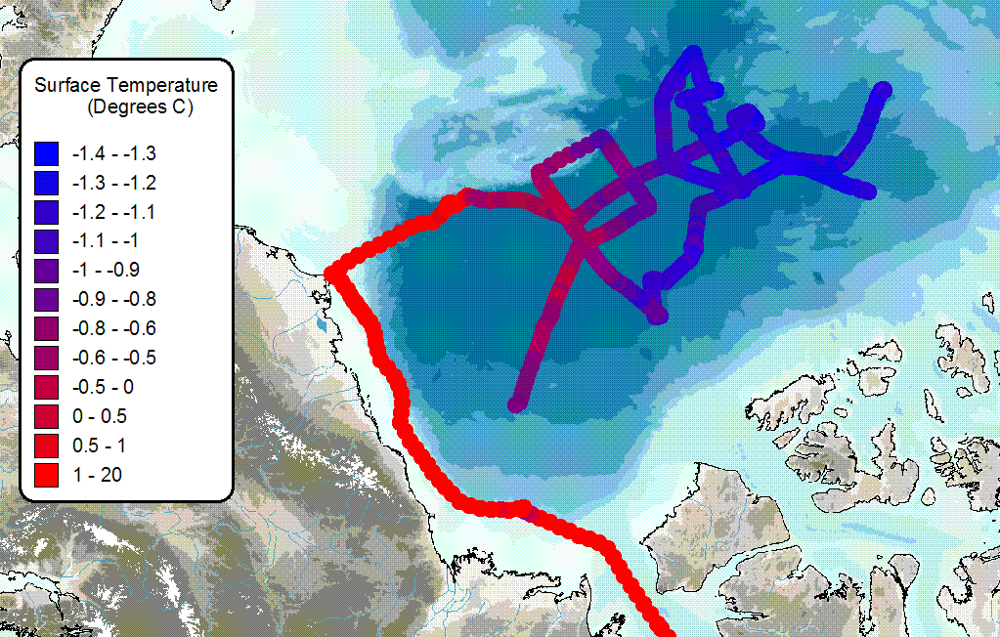 Surface Temperature
(Degrees C)
-1.4 - -1.3
-1.3 - -1.2
-1.2 - -1.1
-1.1 - -1
-1 - -0.9
-0.9 - -0.8
-0.8 - -0.6
-0.6 - -0.5
-0.5 - 0
0 - 0.5
0.5 - 1
1 - 20